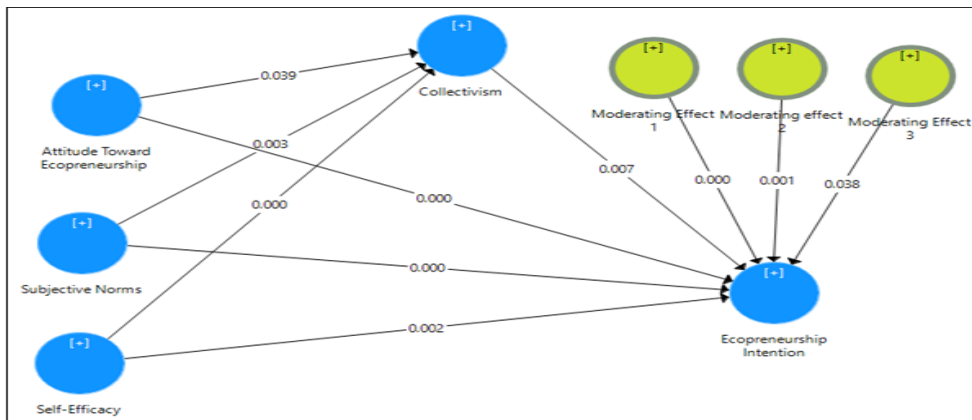 [+]
Collectivism
[+]
Moderating Effect
1
[+]
Moderating effect
2
[+]
Moderating Effect
3
[+]
Attitude Toward
Ecopreneurship
0.039
0.003
0.000
0.000
0.007
0.000
0.001
0.038
[+]
Subjective Norms
0.000
[+]
Ecopreneurship
Intention
[+]
Self-Efficacy
0.002